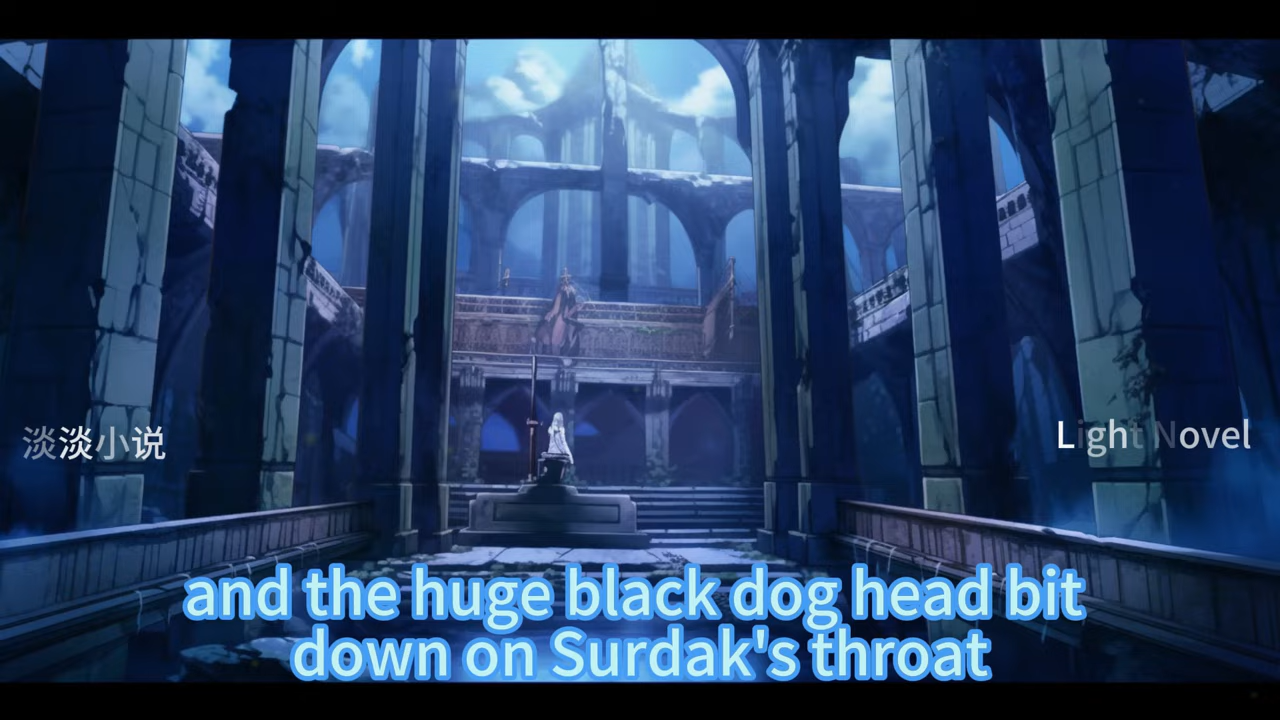 淡淡小说
Light Novel
and the huge black dog head bit
down on Surdak's throat